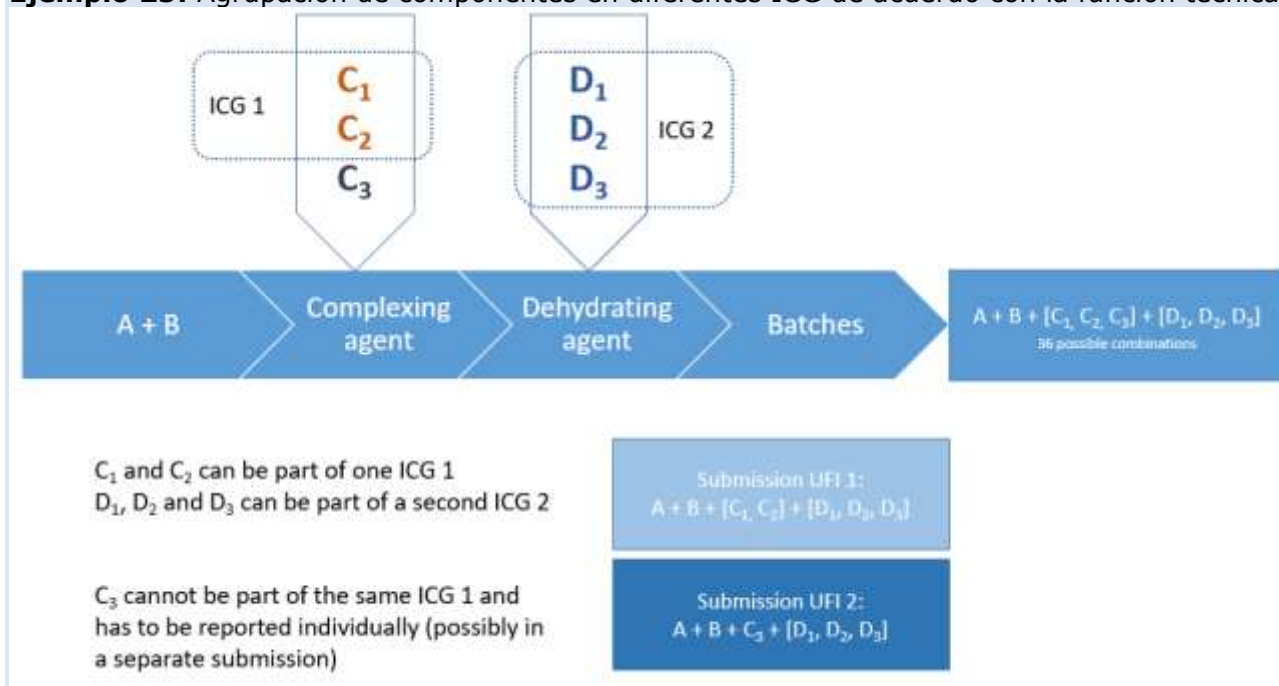 Ejemplo 25: Agrupación de componentes en diferentes ICG de acuerdo con la función técnica
ICG 1
C₁
C₂
C₃
D₁
D₂
D₃
ICG 2
A + B
Complexing
agent
Dehydrating
agent
Batches
A + B + [C₁, C₂, C₃] + [D₁, D₂, D₃]
36 possible combinations
C₁ and C₂ can be part of one ICG 1
D₁, D₂ and D₃ can be part of a second ICG 2
Submission UFI 1:
A + B + [C₁, C₂] + [D₁, D₂, D₃]
C₃ cannot be part of the same ICG 1 and
has to be reported individually (possibly in
a separate submission)
Submission UFI 2:
A + B + C₃ + [D₁, D₂, D₃]